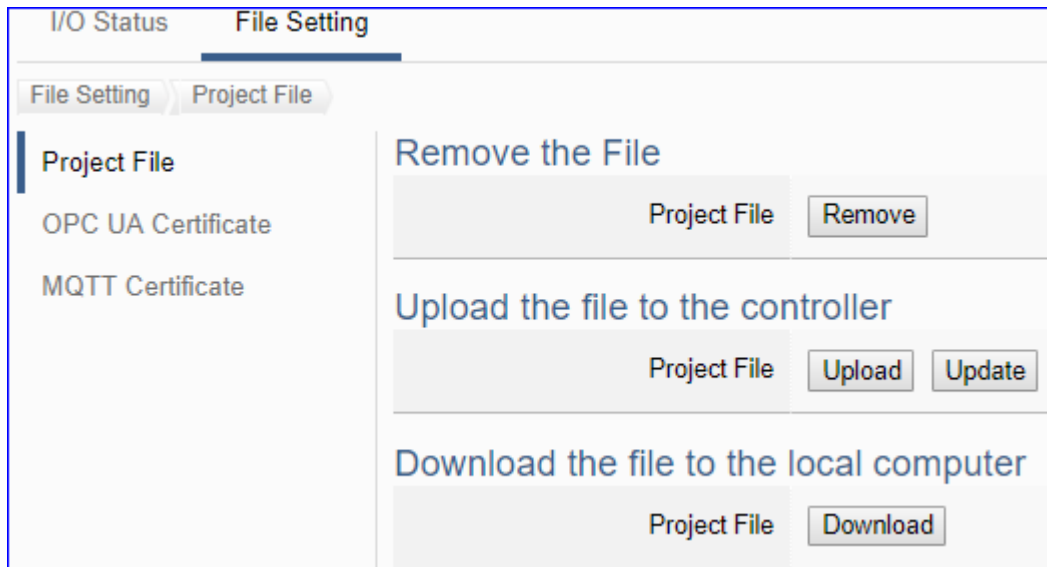 I/O Status File Setting
File Setting Project File
Project File
OPC UA Certificate
MQTT Certificate
Remove the File
Project File Remove
Upload the file to the controller
Project File Upload Update
Download the file to the local computer
Project File Download